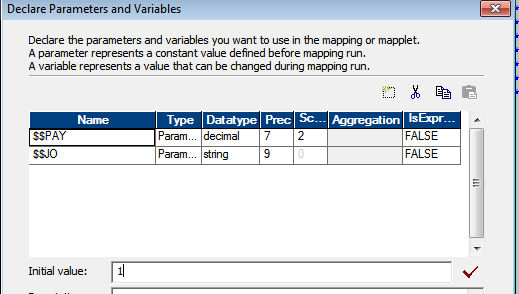 Declare Parameters and Variables
Declare the parameters and variables you want to use in the mapping or mapplet.
A parameter represents a constant value defined before mapping run.
A variable represents a value that can be changed during mapping run.
Name Type Datatype Prec Sc... Aggregation IsExpr...
$$PAY Param... decimal 7 2 FALSE
$$JO Param... string 9 0 FALSE
Initial value: 1